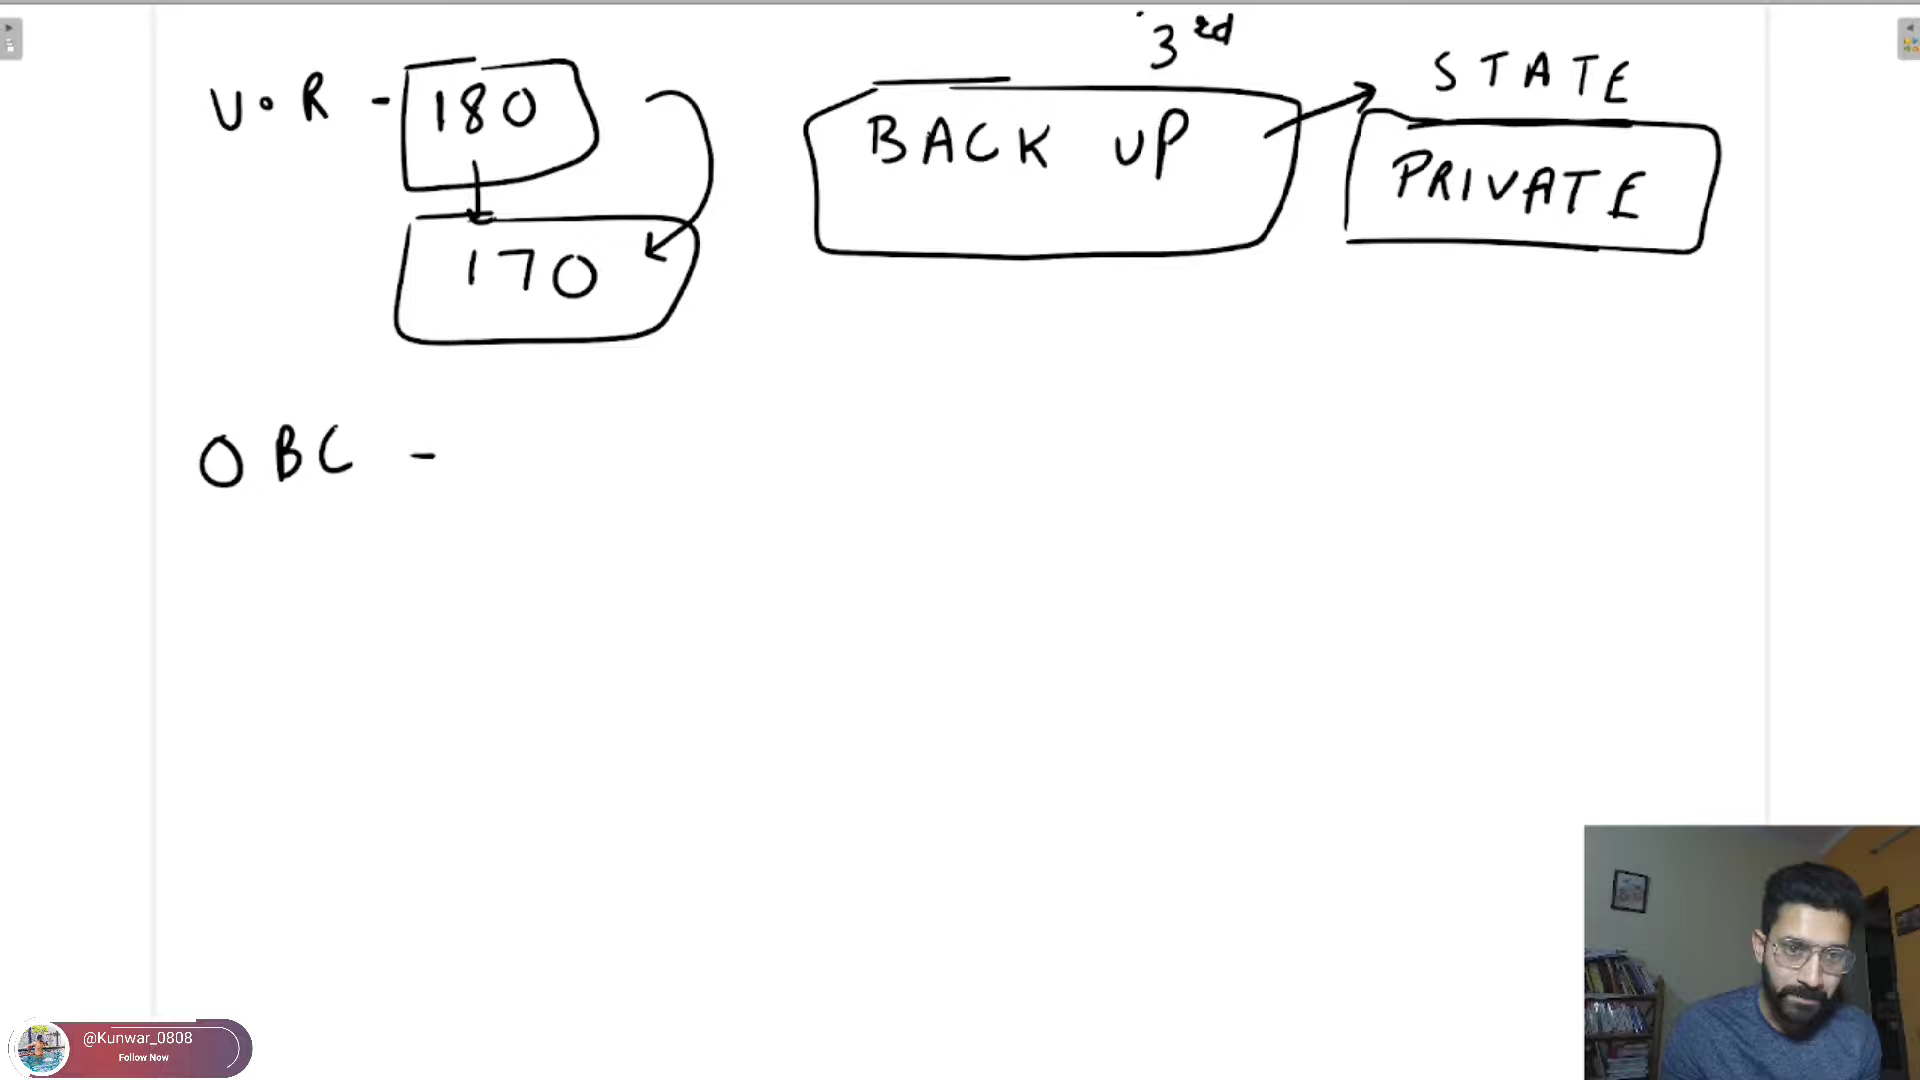 3rd
STATE
U.R - 180
BACK UP
PRIVATE
170
OBC -
@Kunwar_0808
Follow Now